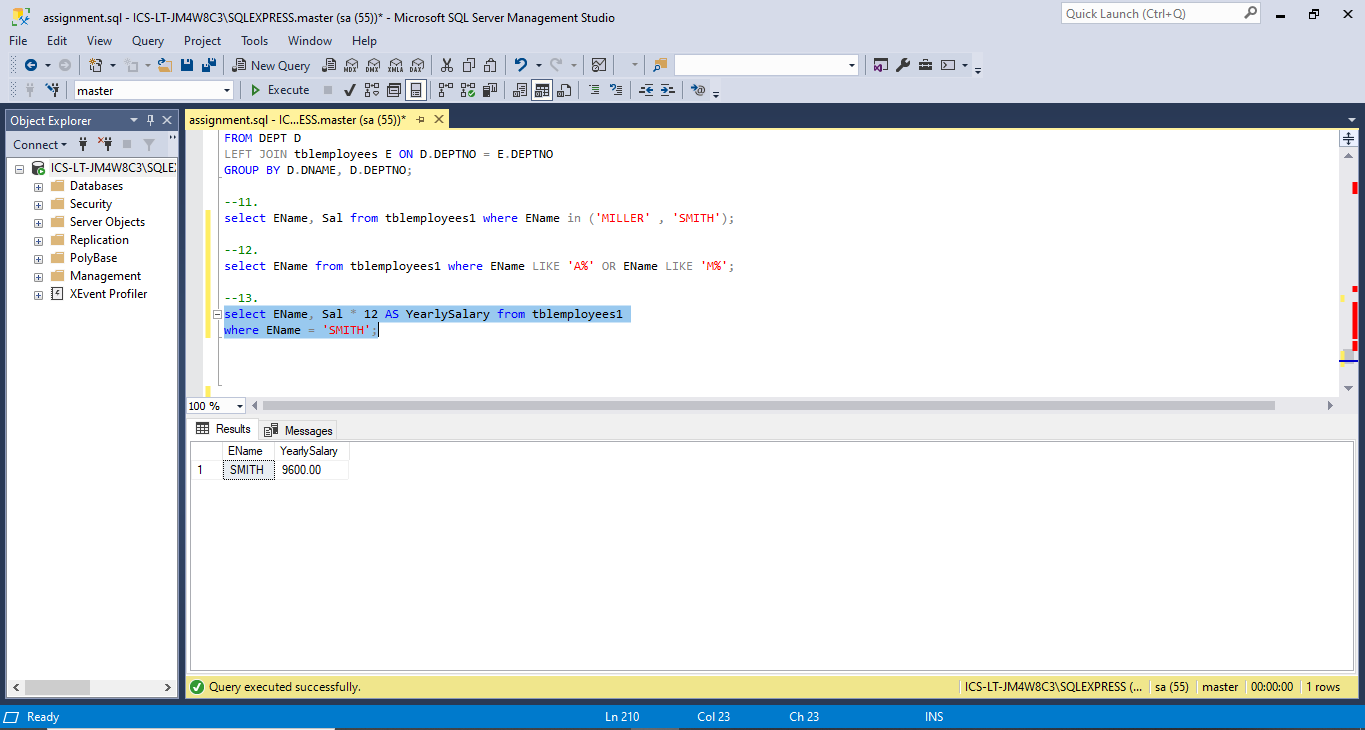 assignment.sql - ICS-LT-JM4W8C3\SQLEXPRESS.master (sa (55))* - Microsoft SQL Server Management Studio
Quick Launch (Ctrl+Q)
File Edit View Query Project Tools Window Help
New Query MDX DMX XMLA DAX
master Execute
Object Explorer
assignment.sql - IC...ESS.master (sa (55))*
Connect
ICS-LT-JM4W8C3\SQLE
Databases
Security
Server Objects
Replication
PolyBase
Management
XEvent Profiler
FROM DEPT D
LEFT JOIN tblemployees E ON D.DEPTNO = E.DEPTNO
GROUP BY D.DNAME, D.DEPTNO;
--11.
select EName, Sal from tblemployees1 where EName in ('MILLER' , 'SMITH');
--12.
select EName from tblemployees1 where EName LIKE 'A%' OR EName LIKE 'M%';
--13.
select EName, Sal * 12 AS YearlySalary from tblemployees1
where EName = 'SMITH';
100 %
Results Messages
EName YearlySalary
1 SMITH 9600.00
Query executed successfully. ICS-LT-JM4W8C3\SQLEXPRESS (... sa (55) master 00:00:00 1 rows
Ready Ln 210 Col 23 Ch 23 INS